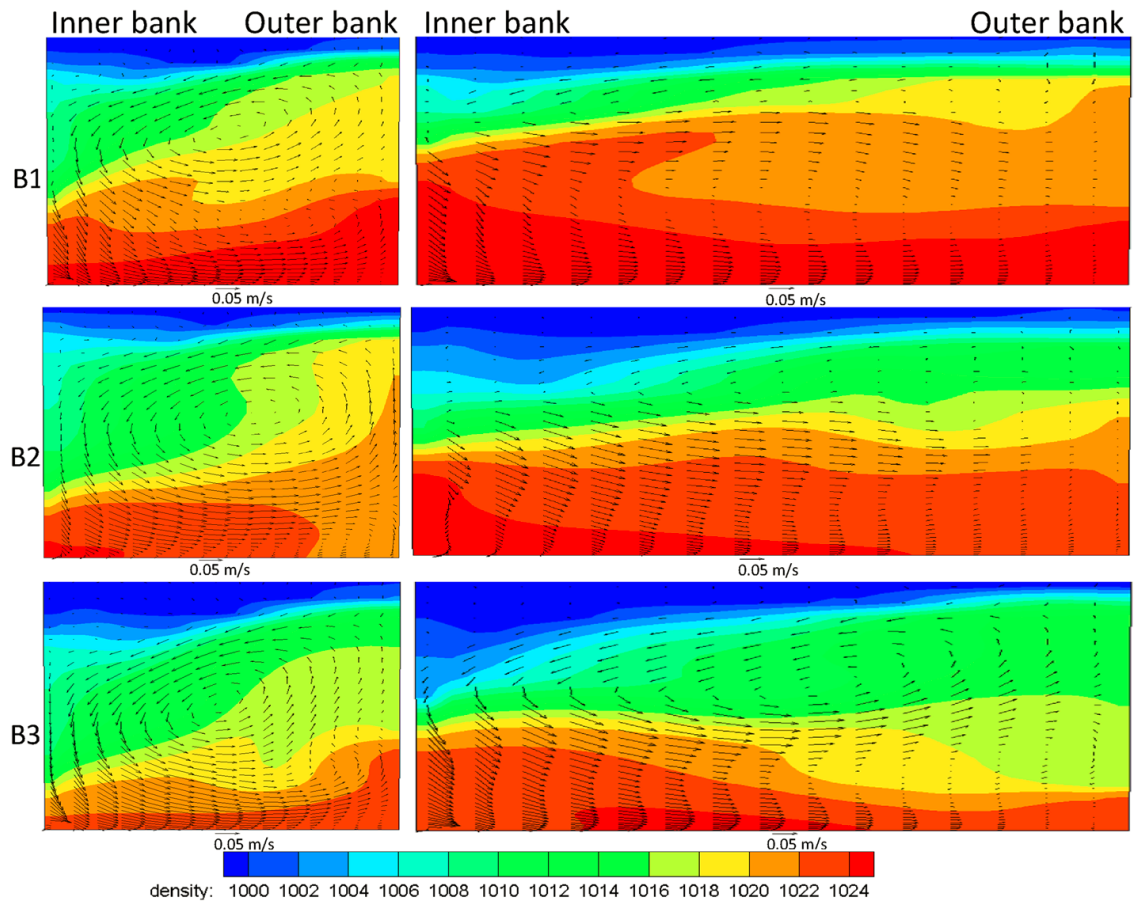 Inner bank Outer bank Inner bank Outer bank
B1
0.05 m/s 0.05 m/s
B2
0.05 m/s 0.05 m/s
B3
0.05 m/s 0.05 m/s
density: 1000 1002 1004 1006 1008 1010 1012 1014 1016 1018 1020 1022 1024